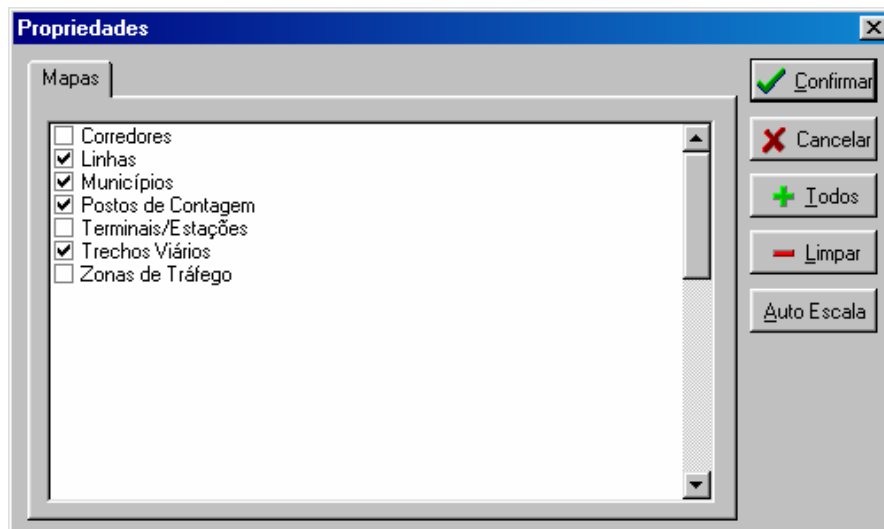 Propriedades
Mapas
Corredores
Linhas
Municípios
Postos de Contagem
Terminais/Estações
Trechos Viários
Zonas de Tráfego
Confirmar
Cancelar
Todos
Limpar
Auto Escala